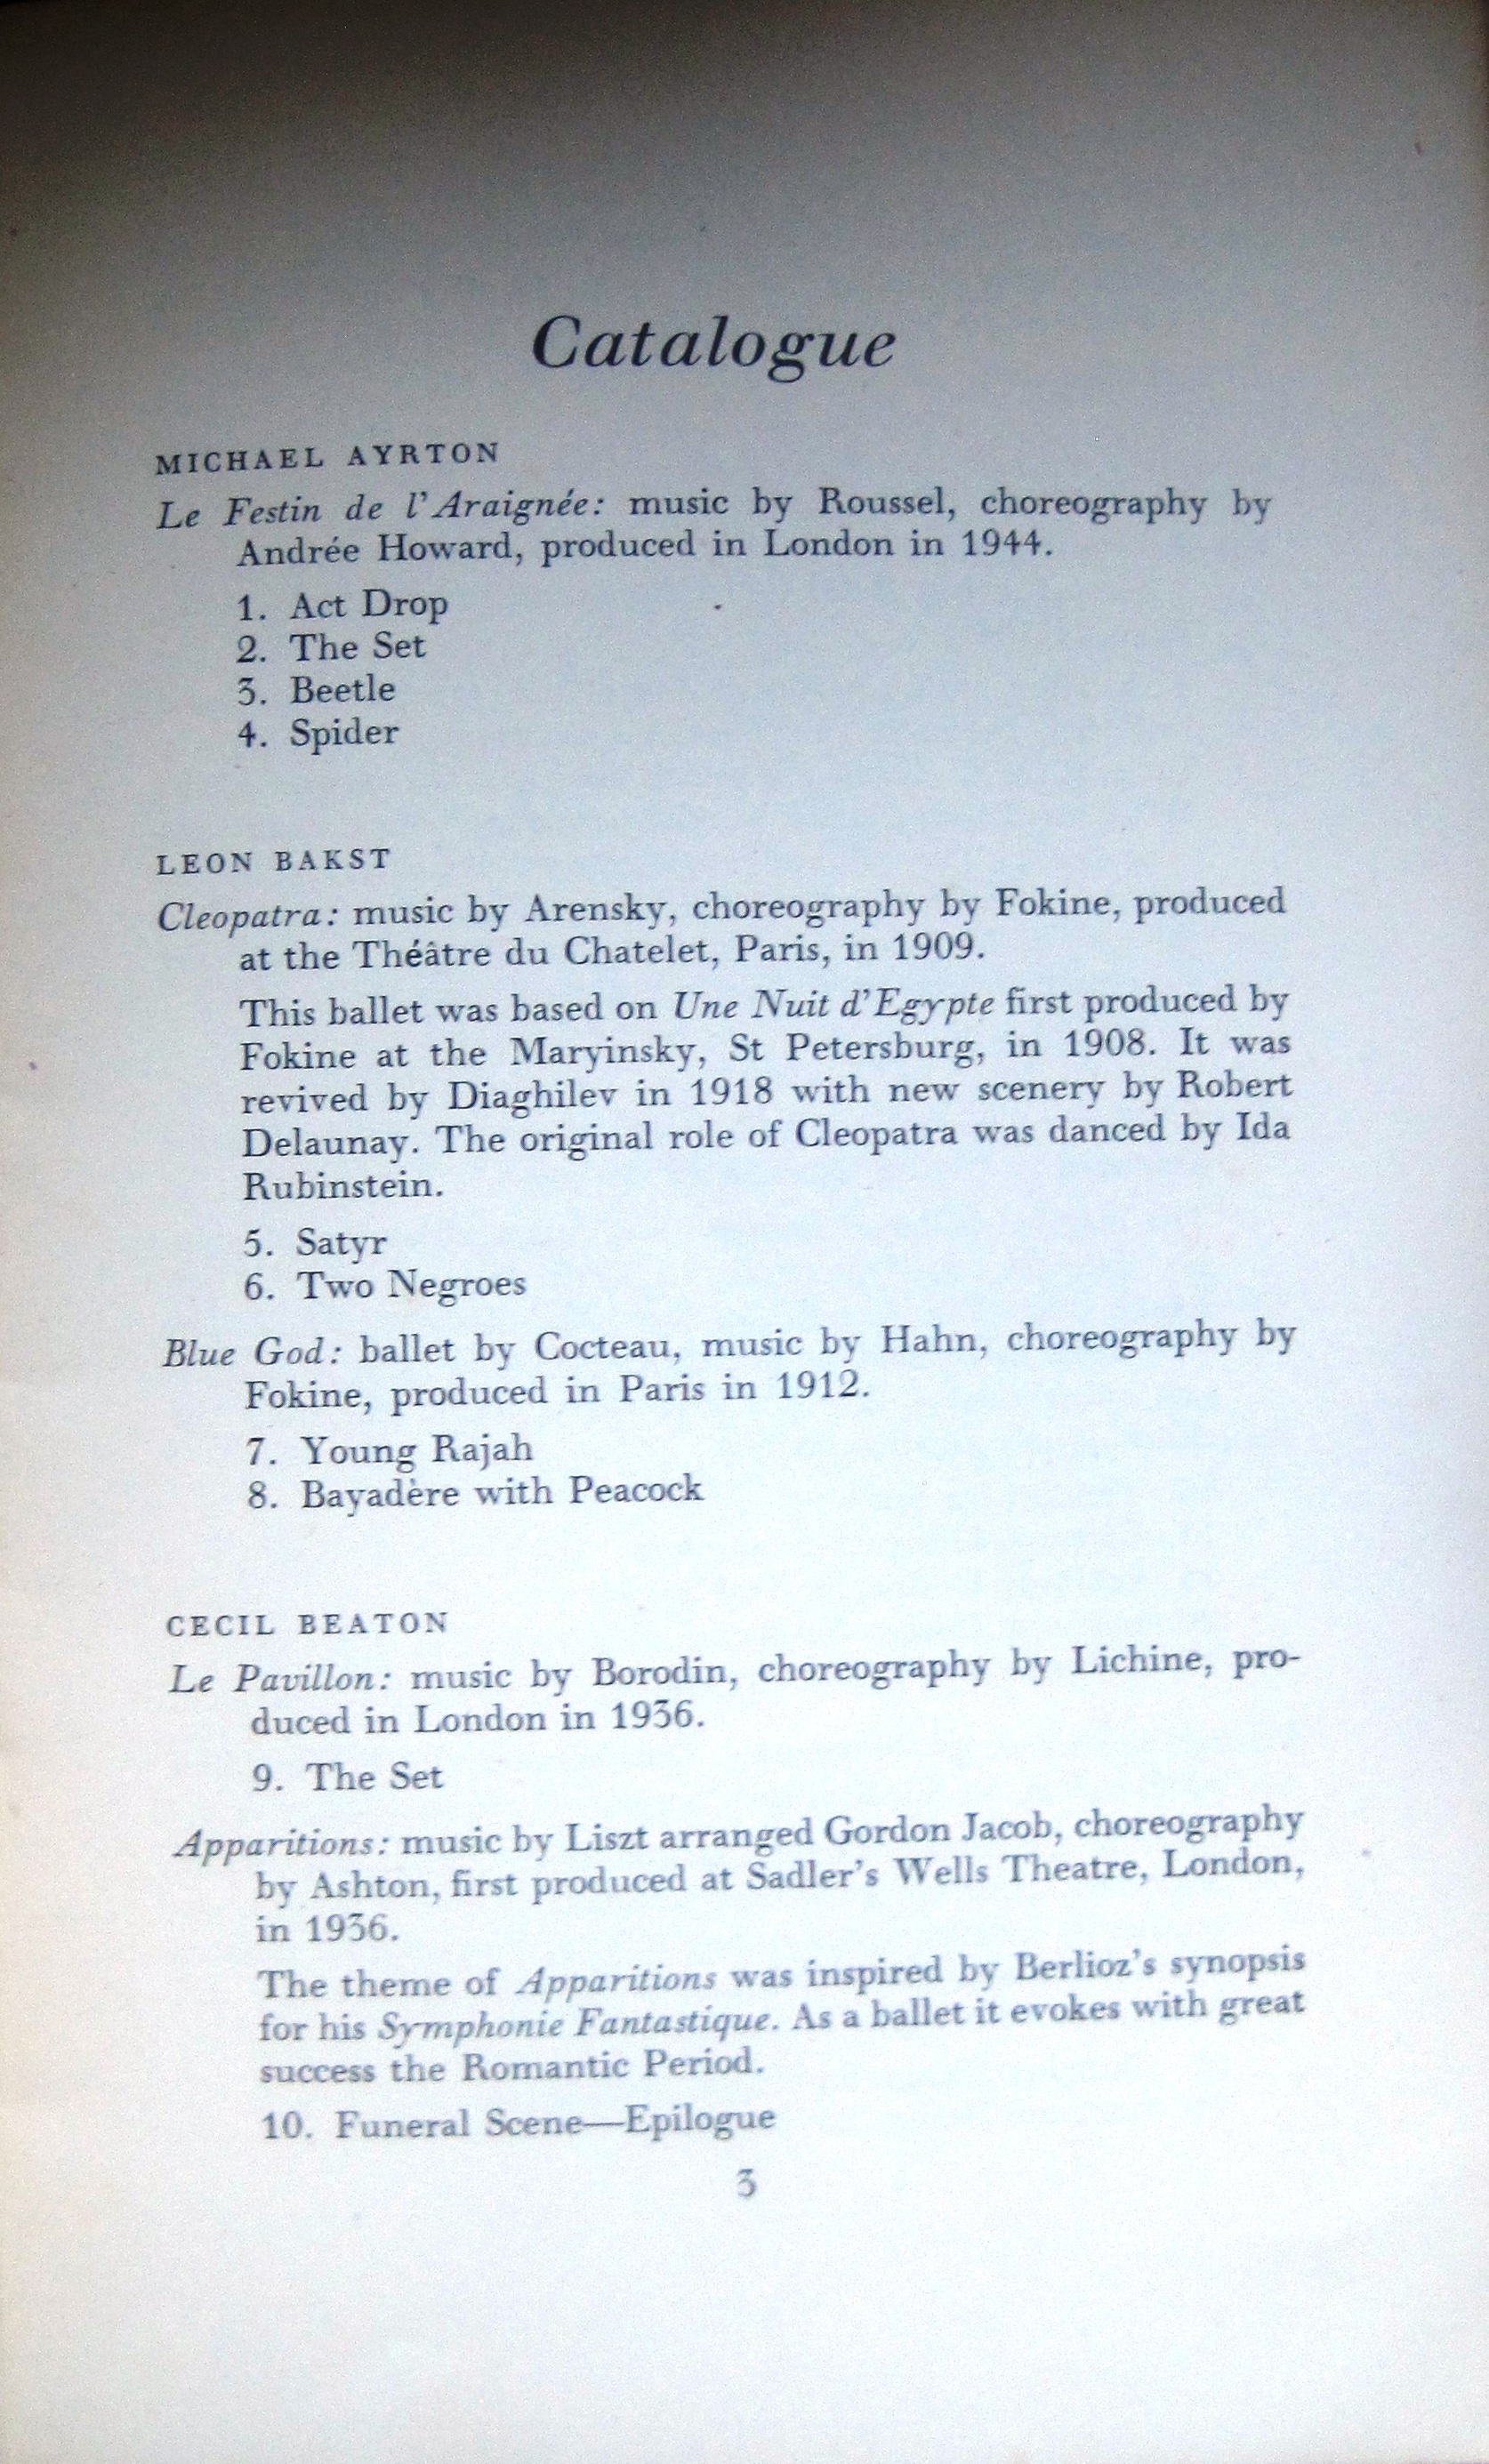 Catalogue
MICHAEL AYRTON
Le Festin de l'Araignée: music by Roussel, choreography by
Andrée Howard, produced in London in 1944.
1. Act Drop
2. The Set
3. Beetle
4. Spider
LEON BAKST
Cleopatra: music by Arensky, choreography by Fokine, produced
at the Théâtre du Chatelet, Paris, in 1909.
This ballet was based on Une Nuit d'Egypte first produced by
Fokine at the Maryinsky, St Petersburg, in 1908. It was
revived by Diaghilev in 1918 with new scenery by Robert
Delaunay. The original role of Cleopatra was danced by Ida
Rubinstein.
5. Satyr
6. Two Negroes
Blue God: ballet by Cocteau, music by Hahn, choreography by
Fokine, produced in Paris in 1912.
7. Young Rajah
8. Bayadère with Peacock
CECIL BEATON
Le Pavillon: music by Borodin, choreography by Lichine, pro-
duced in London in 1936.
9. The Set
Apparitions: music by Liszt arranged Gordon Jacob, choreography
by Ashton, first produced at Sadler's Wells Theatre, London,
in 1936.
The theme of Apparitions was inspired by Berlioz's synopsis
for his Symphonie Fantastique. As a ballet it evokes with great
success the Romantic Period.
10. Funeral Scene—Epilogue
3